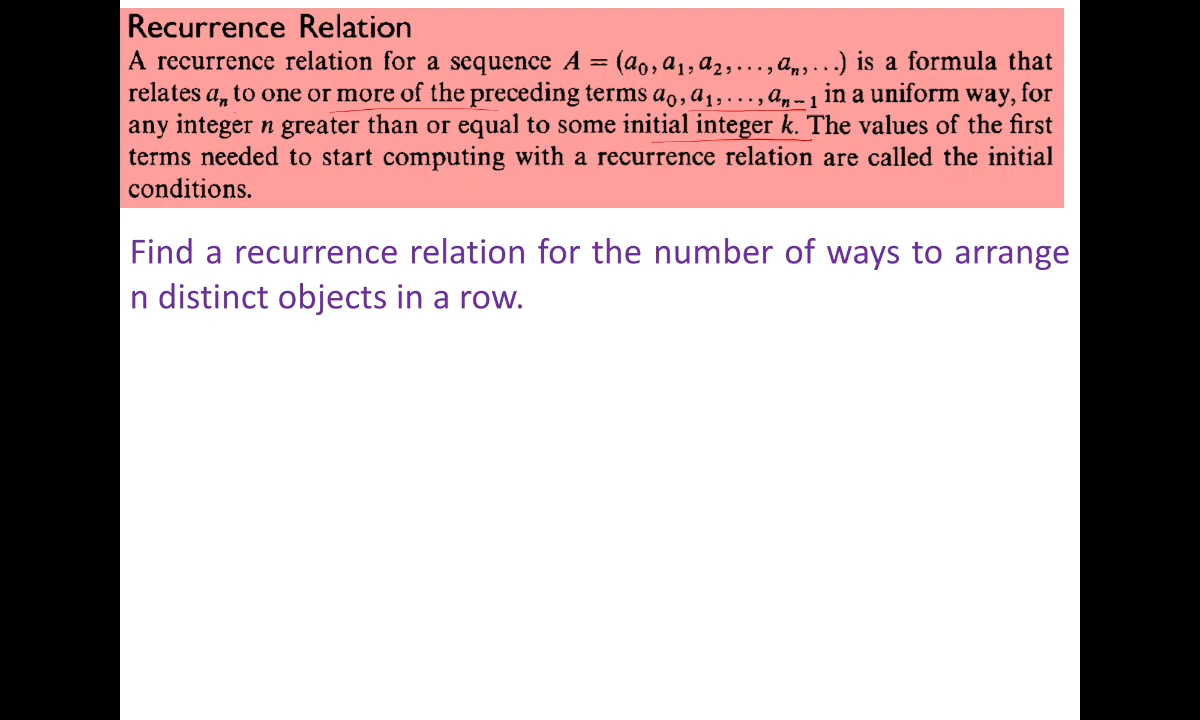 Recurrence Relation
A recurrence relation for a sequence A = (a₀, a₁, a₂, . . . , aₙ, . . .) is a formula that
relates aₙ to one or more of the preceding terms a₀, a₁, . . . , aₙ₋₁ in a uniform way, for
any integer n greater than or equal to some initial integer k. The values of the first
terms needed to start computing with a recurrence relation are called the initial
conditions.
Find a recurrence relation for the number of ways to arrange
n distinct objects in a row.